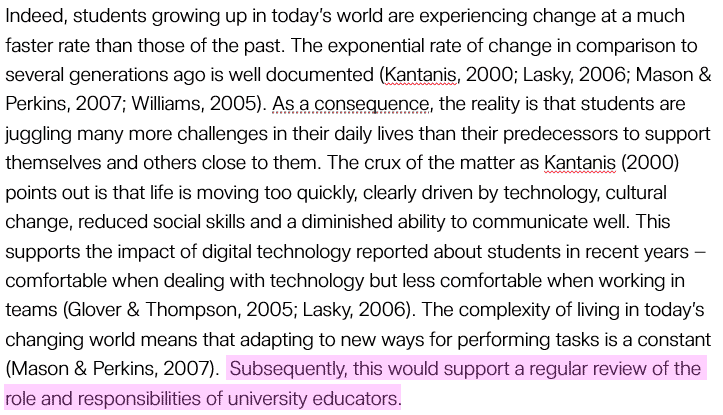 Indeed, students growing up in today’s world are experiencing change at a much
faster rate than those of the past. The exponential rate of change in comparison to
several generations ago is well documented (Kantanis, 2000; Lasky, 2006; Mason &
Perkins, 2007; Williams, 2005). As a consequence, the reality is that students are
juggling many more challenges in their daily lives than their predecessors to support
themselves and others close to them. The crux of the matter as Kantanis (2000)
points out is that life is moving too quickly, clearly driven by technology, cultural
change, reduced social skills and a diminished ability to communicate well. This
supports the impact of digital technology reported about students in recent years –
comfortable when dealing with technology but less comfortable when working in
teams (Glover & Thompson, 2005; Lasky, 2006). The complexity of living in today’s
changing world means that adapting to new ways for performing tasks is a constant
(Mason & Perkins, 2007). Subsequently, this would support a regular review of the
role and responsibilities of university educators.